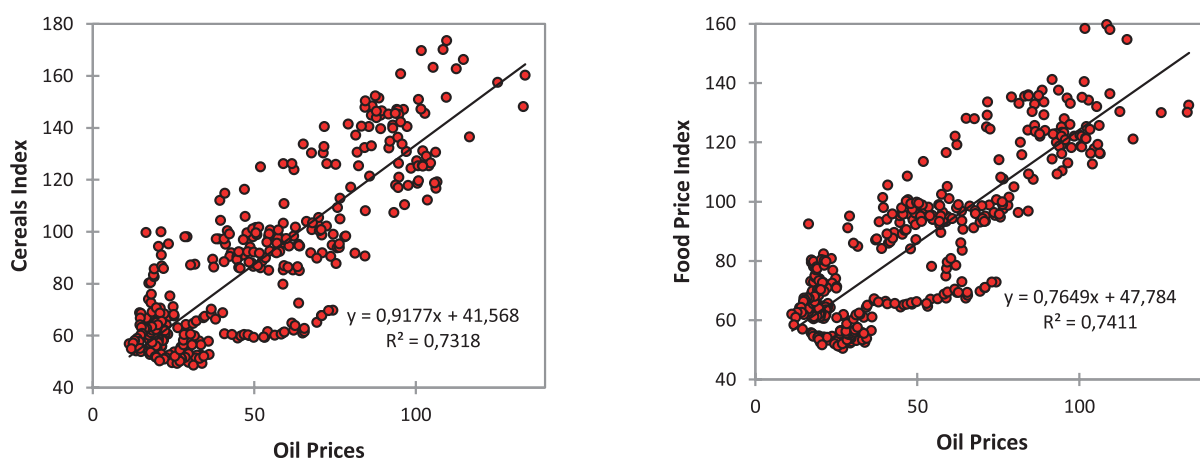 180
160
140
120
100
80
60
40
0
50
100
Cereals Index
Oil Prices
y = 0,9177x + 41,568
R² = 0,7318
160
140
120
100
80
60
40
0
50
100
Food Price Index
Oil Prices
y = 0,7649x + 47,784
R² = 0,7411